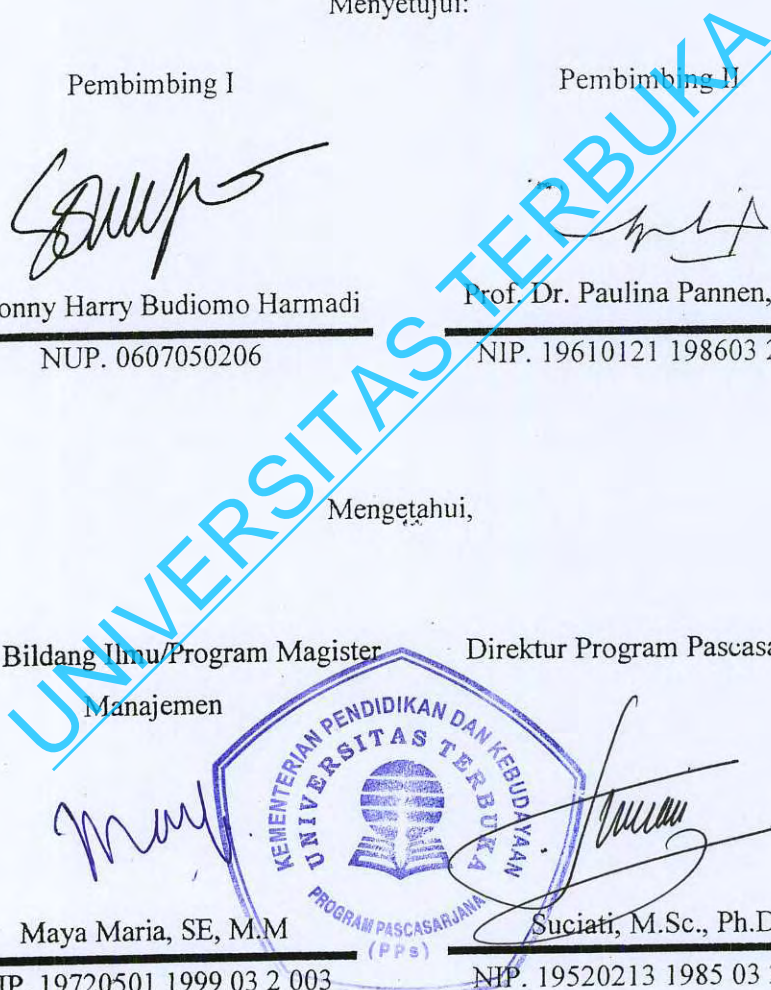 Menyetujui:
Pembimbing I
Pembimbing II
onny Harry Budiomo Harmadi
Prof. Dr. Paulina Pannen,
NUP. 0607050206
NIP. 19610121 198603 2
Mengetahui,
Bildang Ilmu/Program Magister
Manajemen
Direktur Program Pascasa
KEMENTERIAN PENDIDIKAN DAN KEBUDAYAAN
UNIVERSITAS TERBUKA
PROGRAM PASCASARJANA
(PPs)
Maya Maria, SE, M.M
Suciati, M.Sc., Ph.D
IP. 19720501 1999 03 2 003
NIP. 19520213 1985 03
UNIVERSITAS TERBUKA